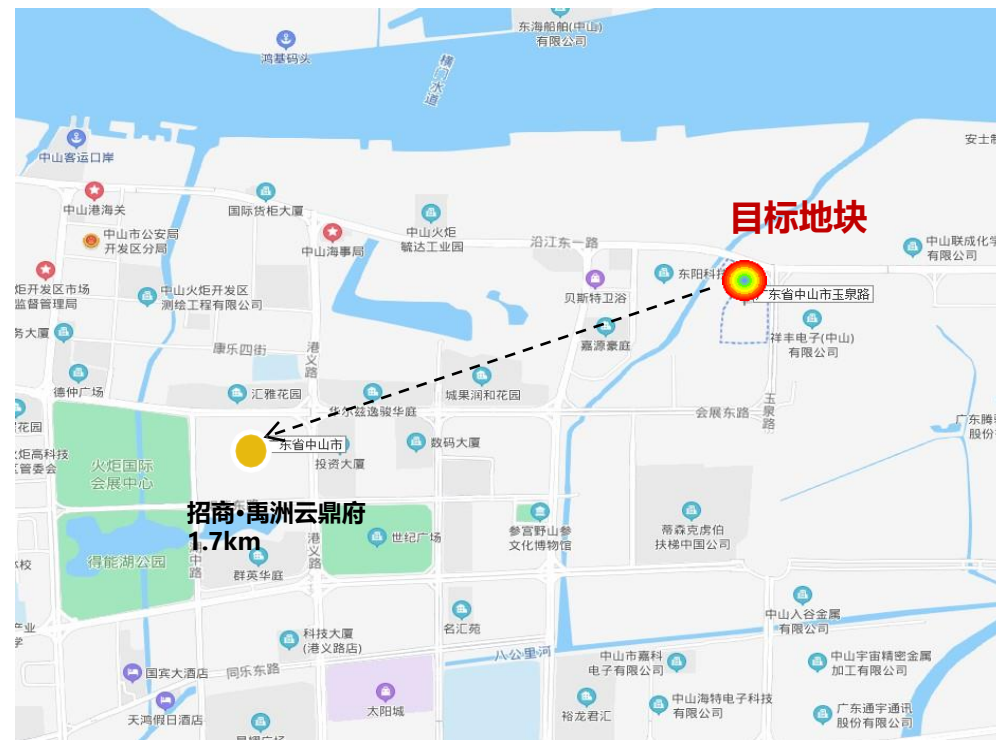 东海船舶(中山)
有限公司
鸿基码头
横门水道
中山客运口岸
安土
中山港海关
国际货柜大厦
目标地块
中山市公安局
开发区分局
中山海事局
中山火炬
毓达工业园
沿江东一路
中山联成化学
有限公司
炬开发区市场
监督管理局
中山火炬开发区
测绘工程有限公司
贝斯特卫浴
东阳科技
广东省中山市玉泉路
务大厦
康乐四街
港义路
嘉源豪庭
祥丰电子(中山)
有限公司
德仲广场
汇雅花园
城果润和花园
华尔兹逸骏华庭
会展东路
玉泉路
花园
广东省中山市
数码大厦
广东腾
股份
火炬高科技
管委会
火炬国际
会展中心
投资大厦
招商·禹洲云鼎府
1.7km
东路
世纪广场
参宫野山参
文化博物馆
蒂森克虏伯
扶梯中国公司
港义路
中路
水校
得能湖公园
群英华庭
产业
学
名汇苑
中山入谷金属
有限公司
科技大厦
(港义路店)
国宾大酒店
同乐东路
八公里河
中山市嘉科
电子有限公司
中山宇宙精密金属
加工有限公司
天鸿假日酒店
太阳城
裕龙君汇
中山海特电子科技
有限公司
广东通宇通讯
股份有限公司